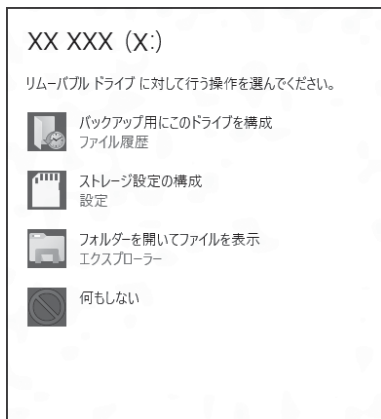 XX XXX (X:)
リムーバブル ドライブ に対して行う操作を選んでください。
バックアップ用にこのドライブを構成
ファイル履歴
ストレージ設定の構成
設定
フォルダーを開いてファイルを表示
エクスプローラー
何もしない